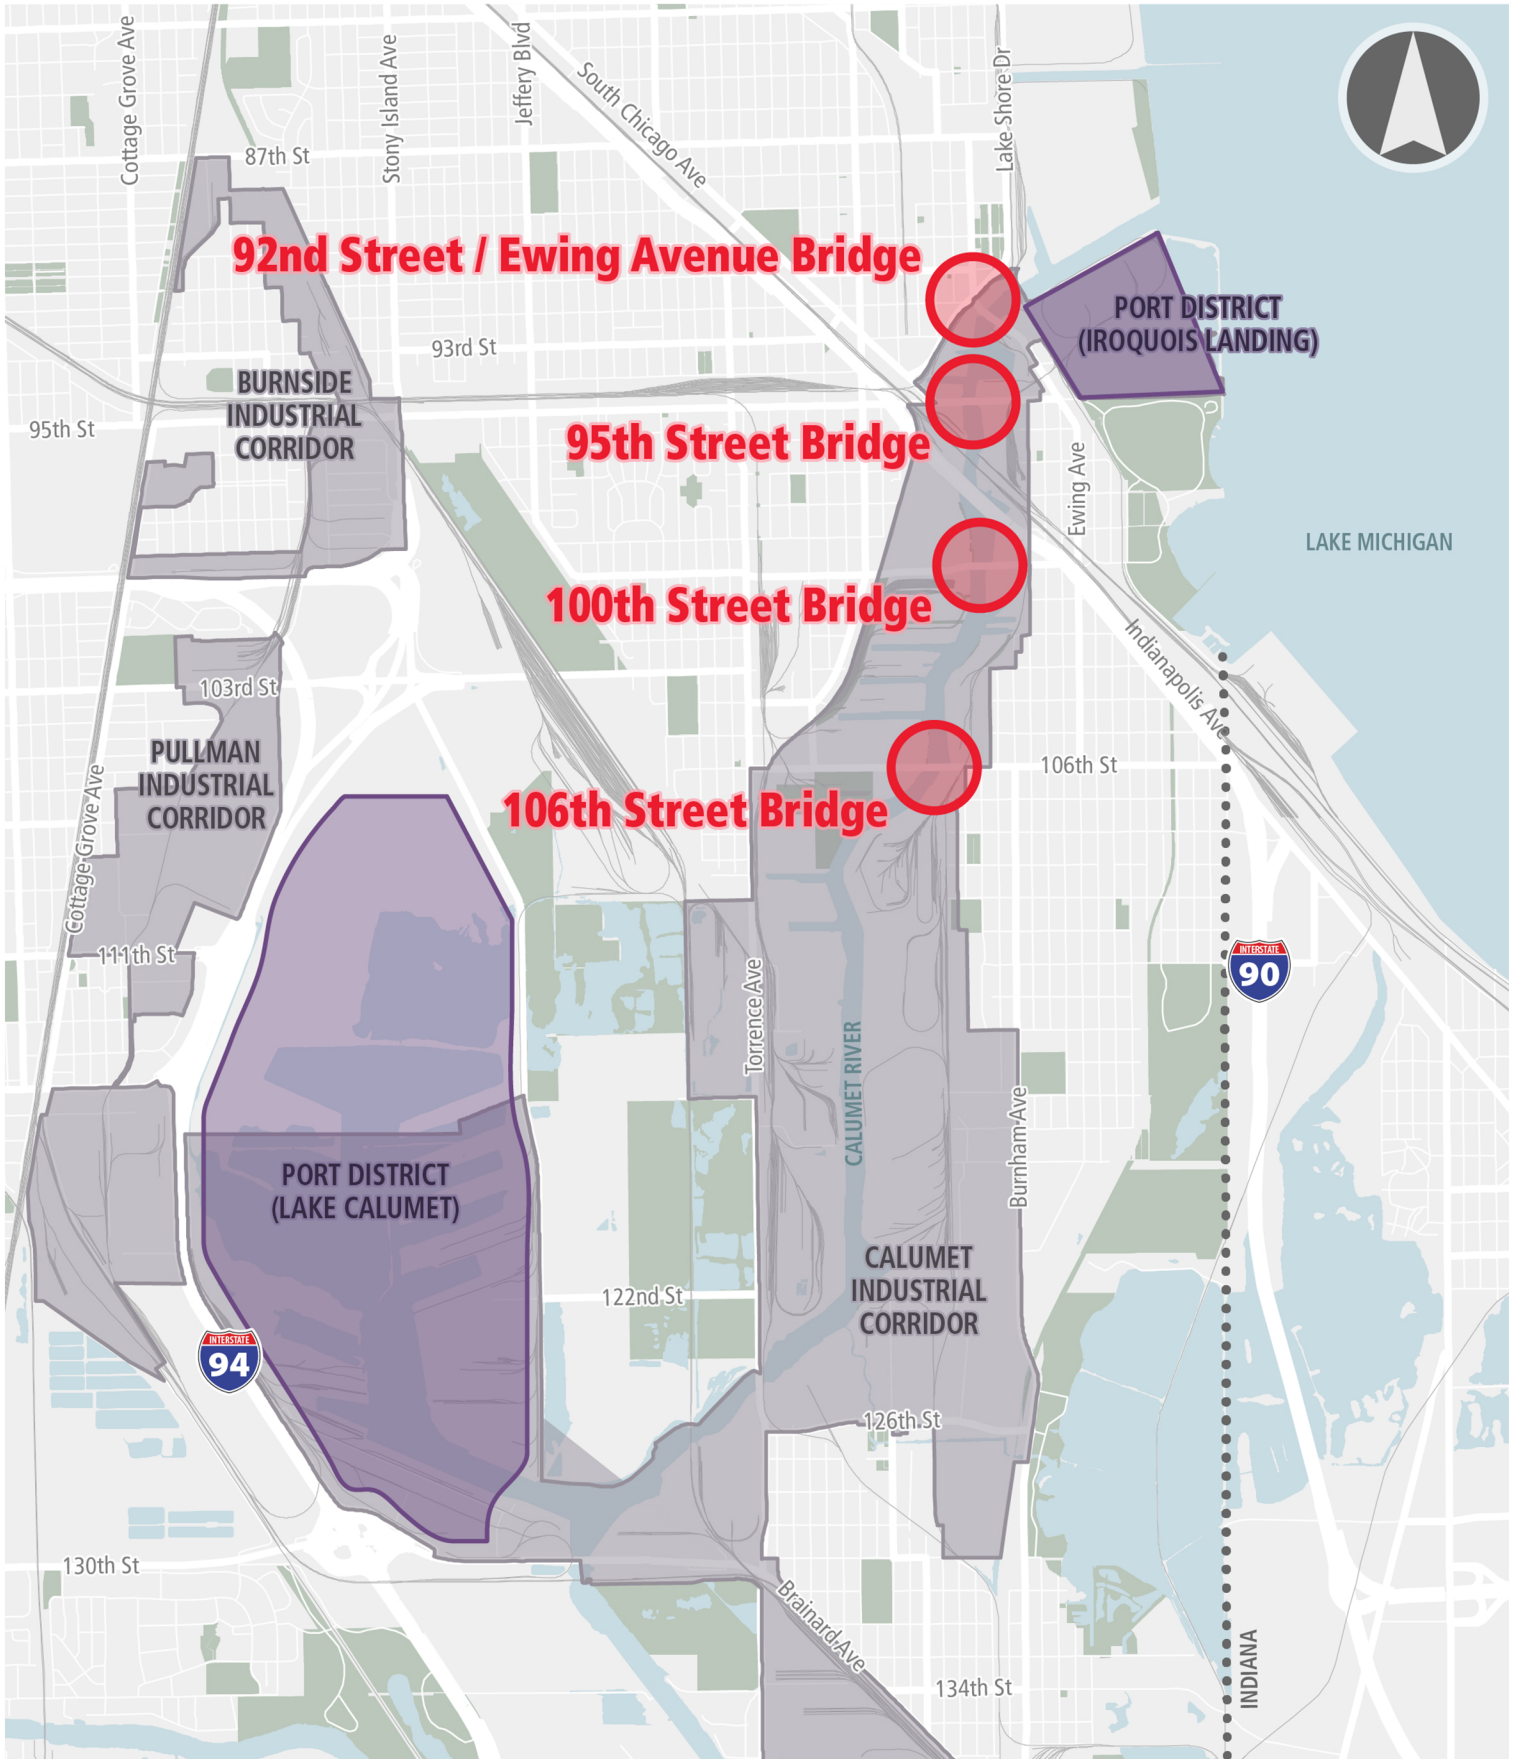 Cottage Grove Ave
Stony Island Ave
Jeffery Blvd
South Chicago Ave
Lake Shore Dr
87th St
92nd Street / Ewing Avenue Bridge
PORT DISTRICT
(IROQUOIS LANDING)
93rd St
BURNSIDE
INDUSTRIAL
CORRIDOR
95th St
95th Street Bridge
Ewing Ave
LAKE MICHIGAN
100th Street Bridge
Indianapolis Ave
103rd St
PULLMAN
INDUSTRIAL
CORRIDOR
106th St
106th Street Bridge
Cottage Grove Ave
111th St
INTERSTATE
90
Torrence Ave
CALUMET RIVER
Burnham Ave
PORT DISTRICT
(LAKE CALUMET)
CALUMET
INDUSTRIAL
CORRIDOR
122nd St
INTERSTATE
94
126th St
130th St
Brainard Ave
134th St
INDIANA